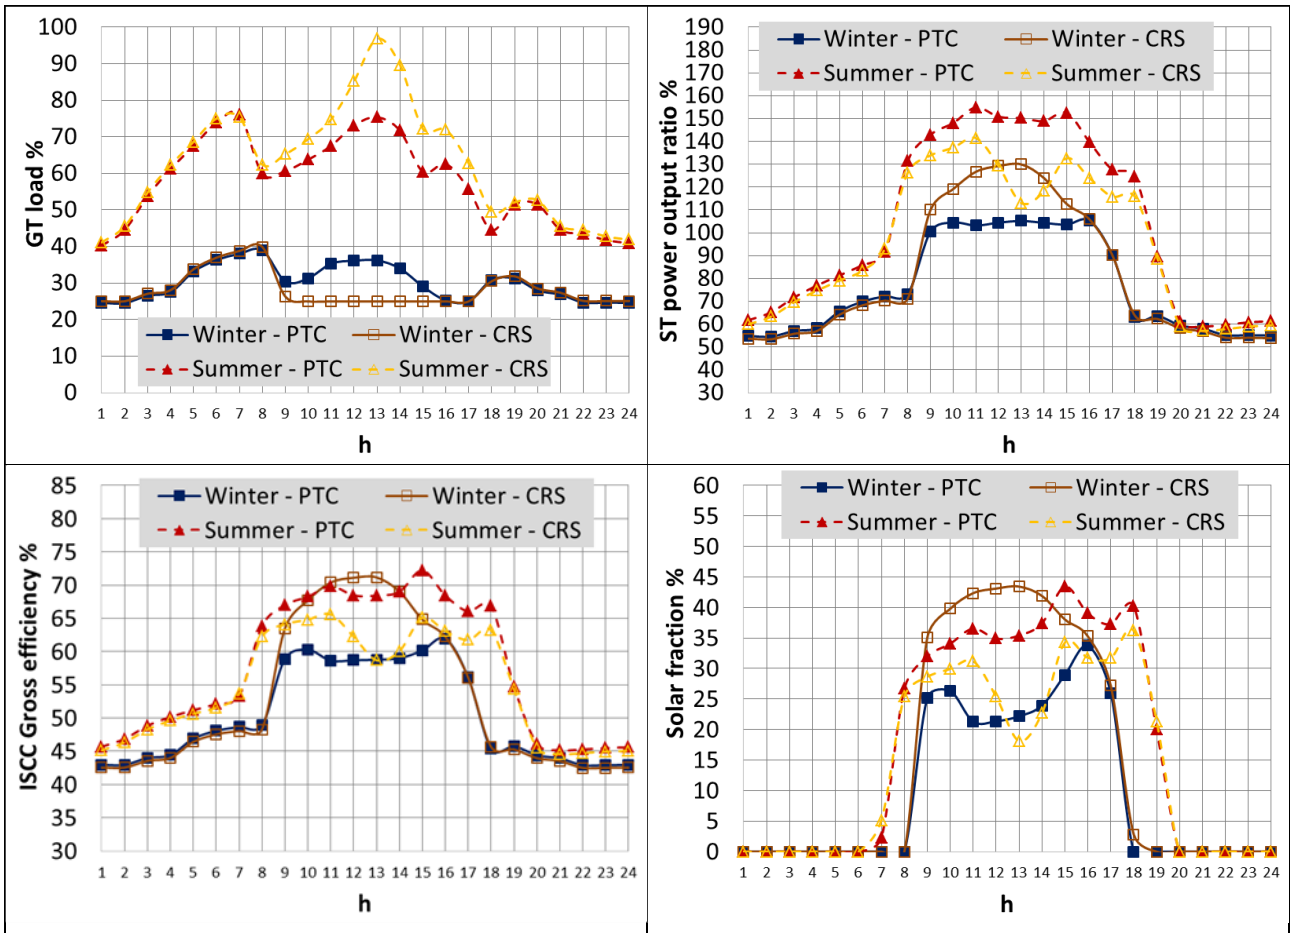 100
90
80
70
60
50
40
30
20
10
0
GT load %
Winter - PTC Winter - CRS
Summer - PTC Summer - CRS
1 2 3 4 5 6 7 8 9 10 11 12 13 14 15 16 17 18 19 20 21 22 23 24
h
190
180
170
160
150
140
130
120
110
100
90
80
70
60
50
40
30
ST power output ratio %
Winter - PTC Winter - CRS
Summer - PTC Summer - CRS
1 2 3 4 5 6 7 8 9 10 11 12 13 14 15 16 17 18 19 20 21 22 23 24
h
85
80
75
70
65
60
55
50
45
40
35
30
ISCC Gross efficiency %
Winter - PTC Winter - CRS
Summer - PTC Summer - CRS
1 2 3 4 5 6 7 8 9 10 11 12 13 14 15 16 17 18 19 20 21 22 23 24
h
60
55
50
45
40
35
30
25
20
15
10
5
0
Solar fraction %
Winter - PTC Winter - CRS
Summer - PTC Summer - CRS
1 2 3 4 5 6 7 8 9 10 11 12 13 14 15 16 17 18 19 20 21 22 23 24
h